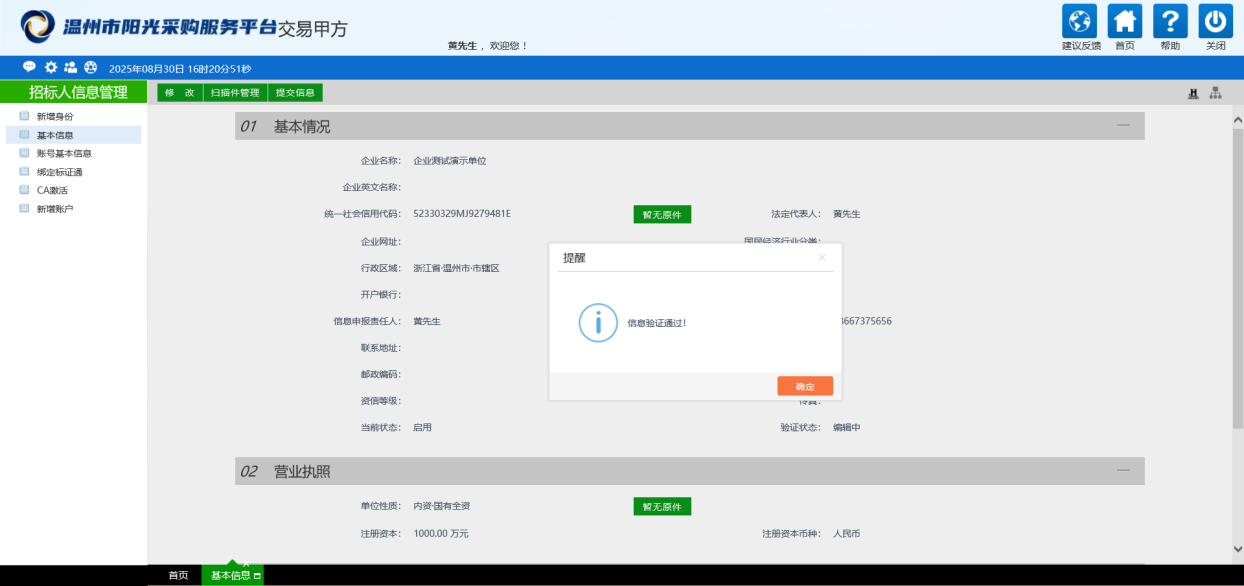 温州市阳光采购服务平台交易甲方
黄先生，欢迎您！
建议反馈 首页 帮助 关闭
2025年08月30日 16时20分51秒
招标人信息管理
修 改 扫描件管理 提交信息
新增身份
基本信息
账号基本信息
绑定标证通
CA激活
新增账户
01 基本情况
企业名称： 企业测试演示单位
企业英文名称：
统一社会信用代码： 52330329MJ9279481E 暂无原件 法定代表人： 黄先生
企业网址： 国民经济行业分类：
行政区域： 浙江省·温州市·市辖区
开户银行：
信息申报责任人： 黄先生 3667375656
联系地址：
邮政编码：
资信等级： 传真：
当前状态： 启用 验证状态： 编辑中
提醒
信息验证通过！
确定
02 营业执照
单位性质： 内资·国有全资 暂无原件
注册资本： 1000.00 万元 注册资本币种： 人民币
首页 基本信息